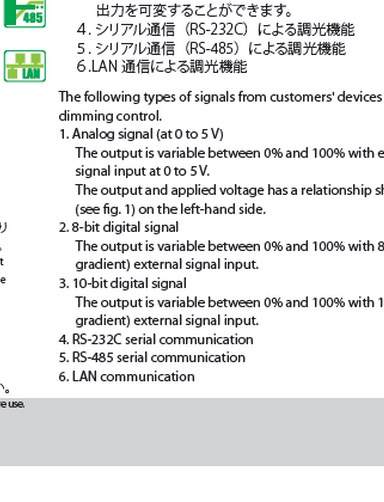 出力を可変することができます。
485
４．シリアル通信（RS-232C）による調光機能
５．シリアル通信（RS-485）による調光機能
６.LAN 通信による調光機能
LAN
The following types of signals from customers' devices
dimming control.
1. Analog signal (at 0 to 5 V)
The output is variable between 0% and 100% with e
signal input at 0 to 5 V.
The output and applied voltage has a relationship sh
(see fig. 1) on the left-hand side.
り
2. 8-bit digital signal
。
The output is variable between 0% and 100% with 8
t
gradient) external signal input.
e
3. 10-bit digital signal
The output is variable between 0% and 100% with 1
gradient) external signal input.
4. RS-232C serial communication
5. RS-485 serial communication
6. LAN communication
い。
re use.